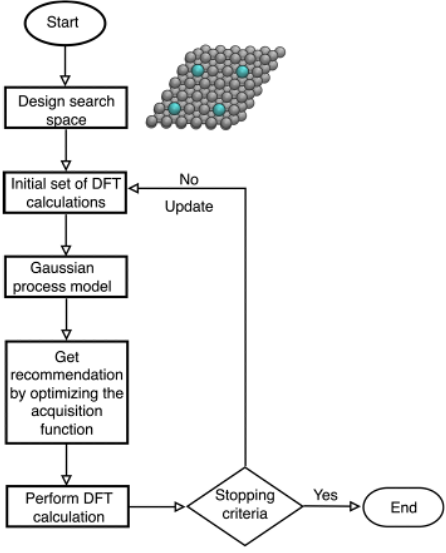 Start
Design search
space
Initial set of DFT
calculations
No
Update
Gaussian
process model
Get
recommendation
by optimizing the
acquisition
function
Perform DFT
calculation
Stopping
criteria
Yes
End